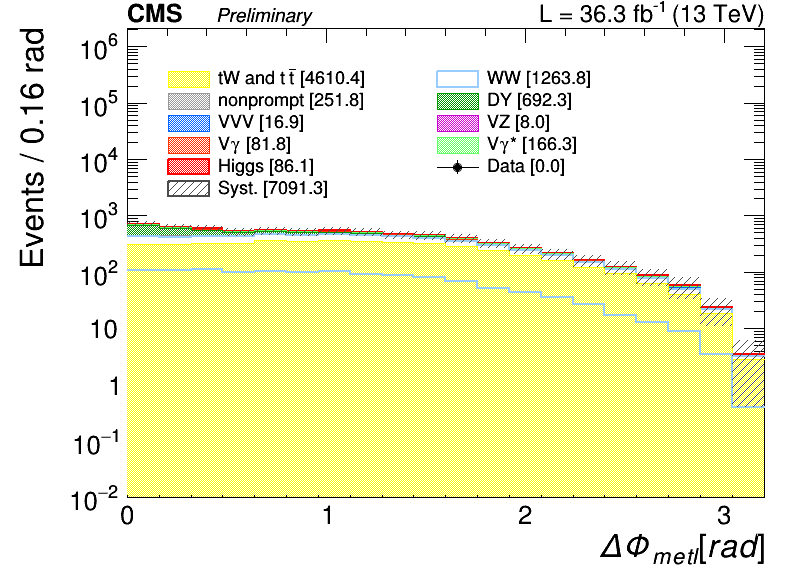 CMS Preliminary L = 36.3 fb⁻¹ (13 TeV)
Events / 0.16 rad
10⁶
10⁵
10⁴
10³
10²
10
1
10⁻¹
10⁻²
tW and t t̅ [4610.4]
nonprompt [251.8]
VVV [16.9]
Vγ [81.8]
Higgs [86.1]
Syst. [7091.3]
WW [1263.8]
DY [692.3]
VZ [8.0]
Vγ* [166.3]
Data [0.0]
0 1 2 3
ΔΦ_metl[rad]